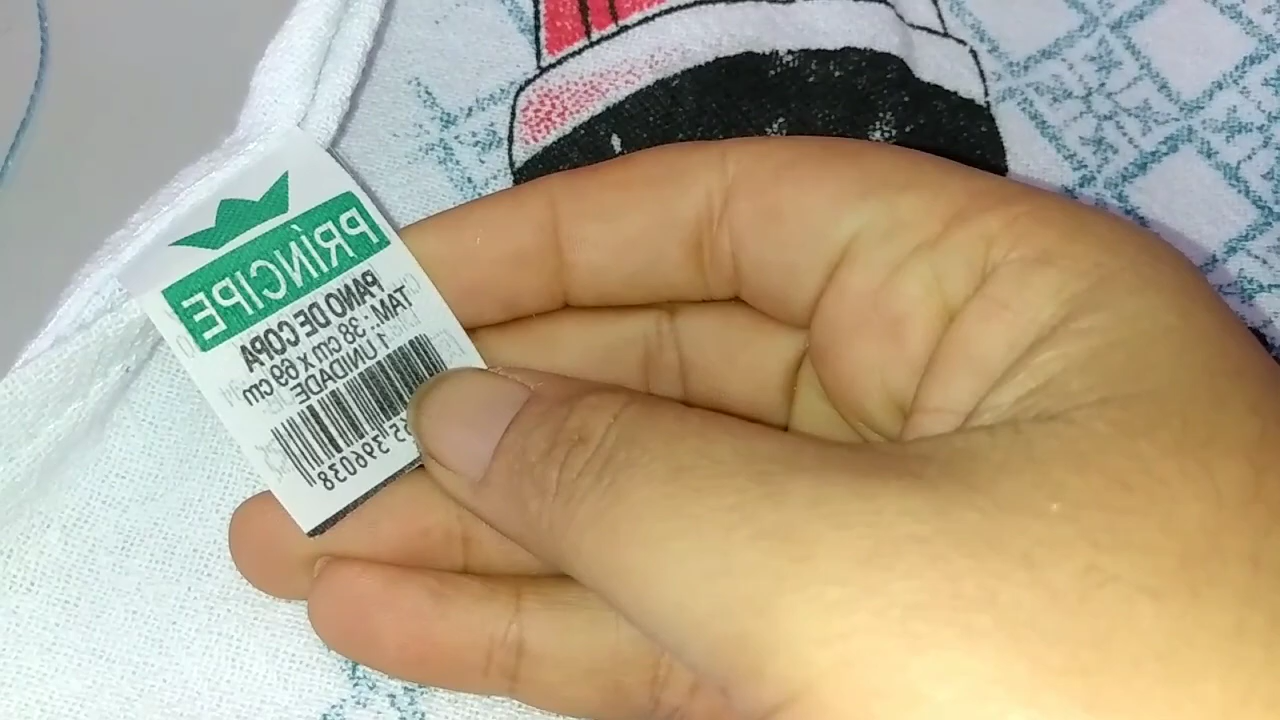 PRÍNCIPE
PANO DE COPA
TAM.: 38 cm x 69 cm
1 UNIDADE
396038